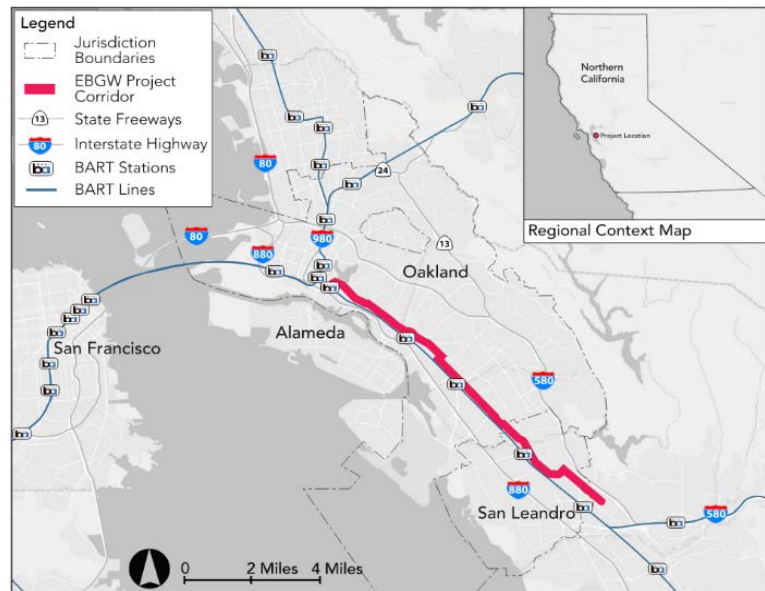 Legend
Jurisdiction
Boundaries
EBGW Project
Corridor
13
State Freeways
80
Interstate Highway
ba
BART Stations
BART Lines
Northern
California
Project Location
Regional Context Map
80
24
80
880
980
13
Oakland
Alameda
San Francisco
580
880
San Leandro
580
0
2 Miles
4 Miles